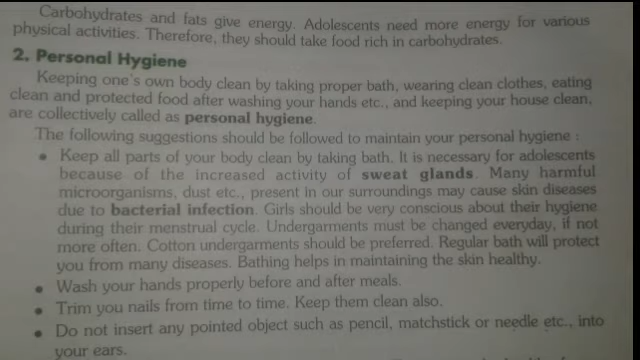 Carbohydrates and fats give energy. Adolescents need more energy for various
physical activities. Therefore, they should take food rich in carbohydrates.
2. Personal Hygiene
Keeping one's own body clean by taking proper bath, wearing clean clothes, eating
clean and protected food after washing your hands etc., and keeping your house clean,
are collectively called as personal hygiene.
The following suggestions should be followed to maintain your personal hygiene :
• Keep all parts of your body clean by taking bath. It is necessary for adolescents
because of the increased activity of sweat glands. Many harmful
microorganisms, dust etc., present in our surroundings may cause skin diseases
due to bacterial infection. Girls should be very conscious about their hygiene
during their menstrual cycle. Undergarments must be changed everyday, if not
more often. Cotton undergarments should be preferred. Regular bath will protect
you from many diseases. Bathing helps in maintaining the skin healthy.
• Wash your hands properly before and after meals.
• Trim you nails from time to time. Keep them clean also.
• Do not insert any pointed object such as pencil, matchstick or needle etc., into
your ears.